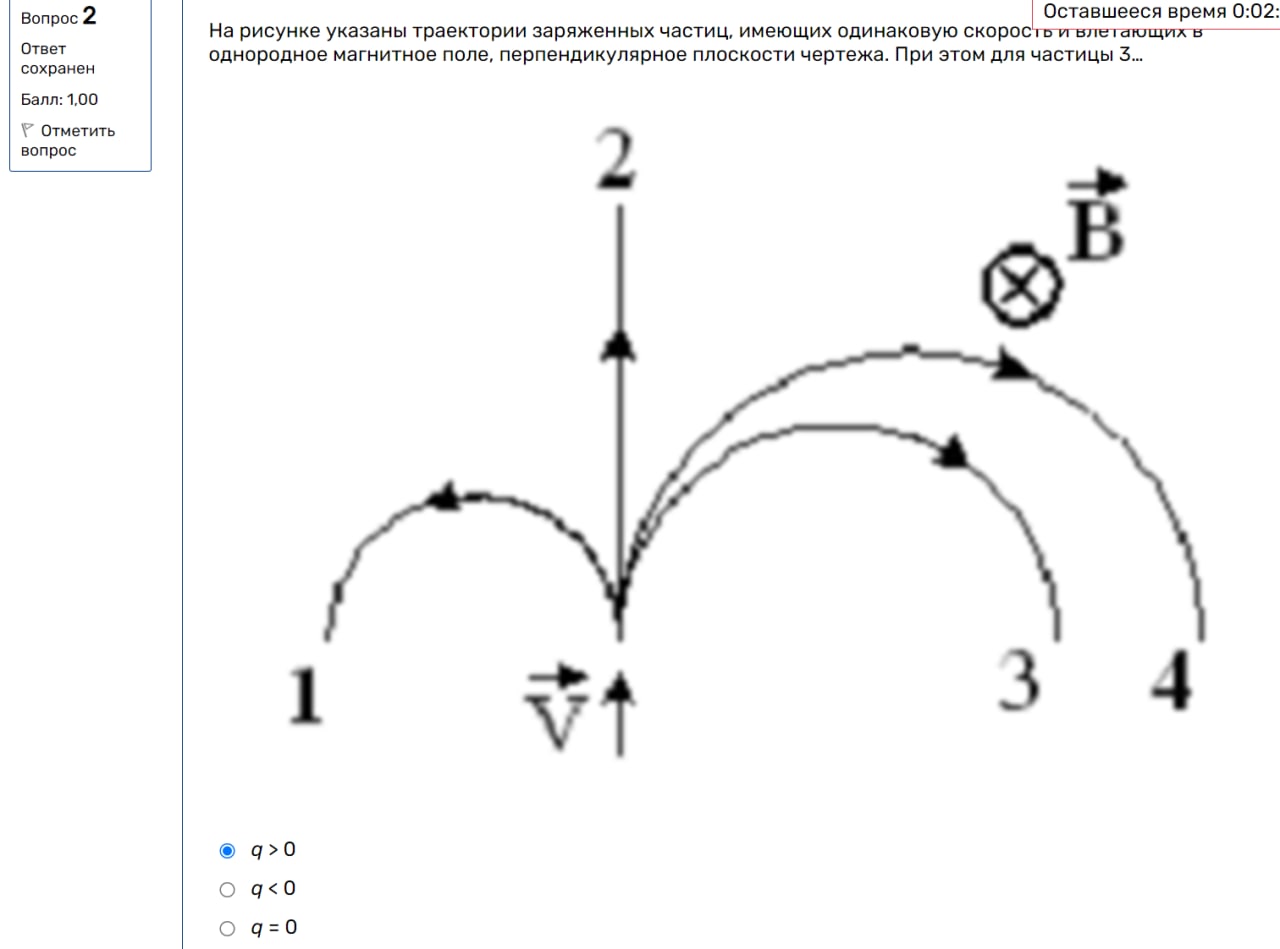 Вопрос 2
Ответ
сохранен
Балл: 1,00
Отметить
вопрос
Оставшееся время 0:02:
На рисунке указаны траектории заряженных частиц, имеющих одинаковую скорость и влетающих в
однородное магнитное поле, перпендикулярное плоскости чертежа. При этом для частицы 3...
2
B
1
V
3
4
q > 0
q < 0
q = 0